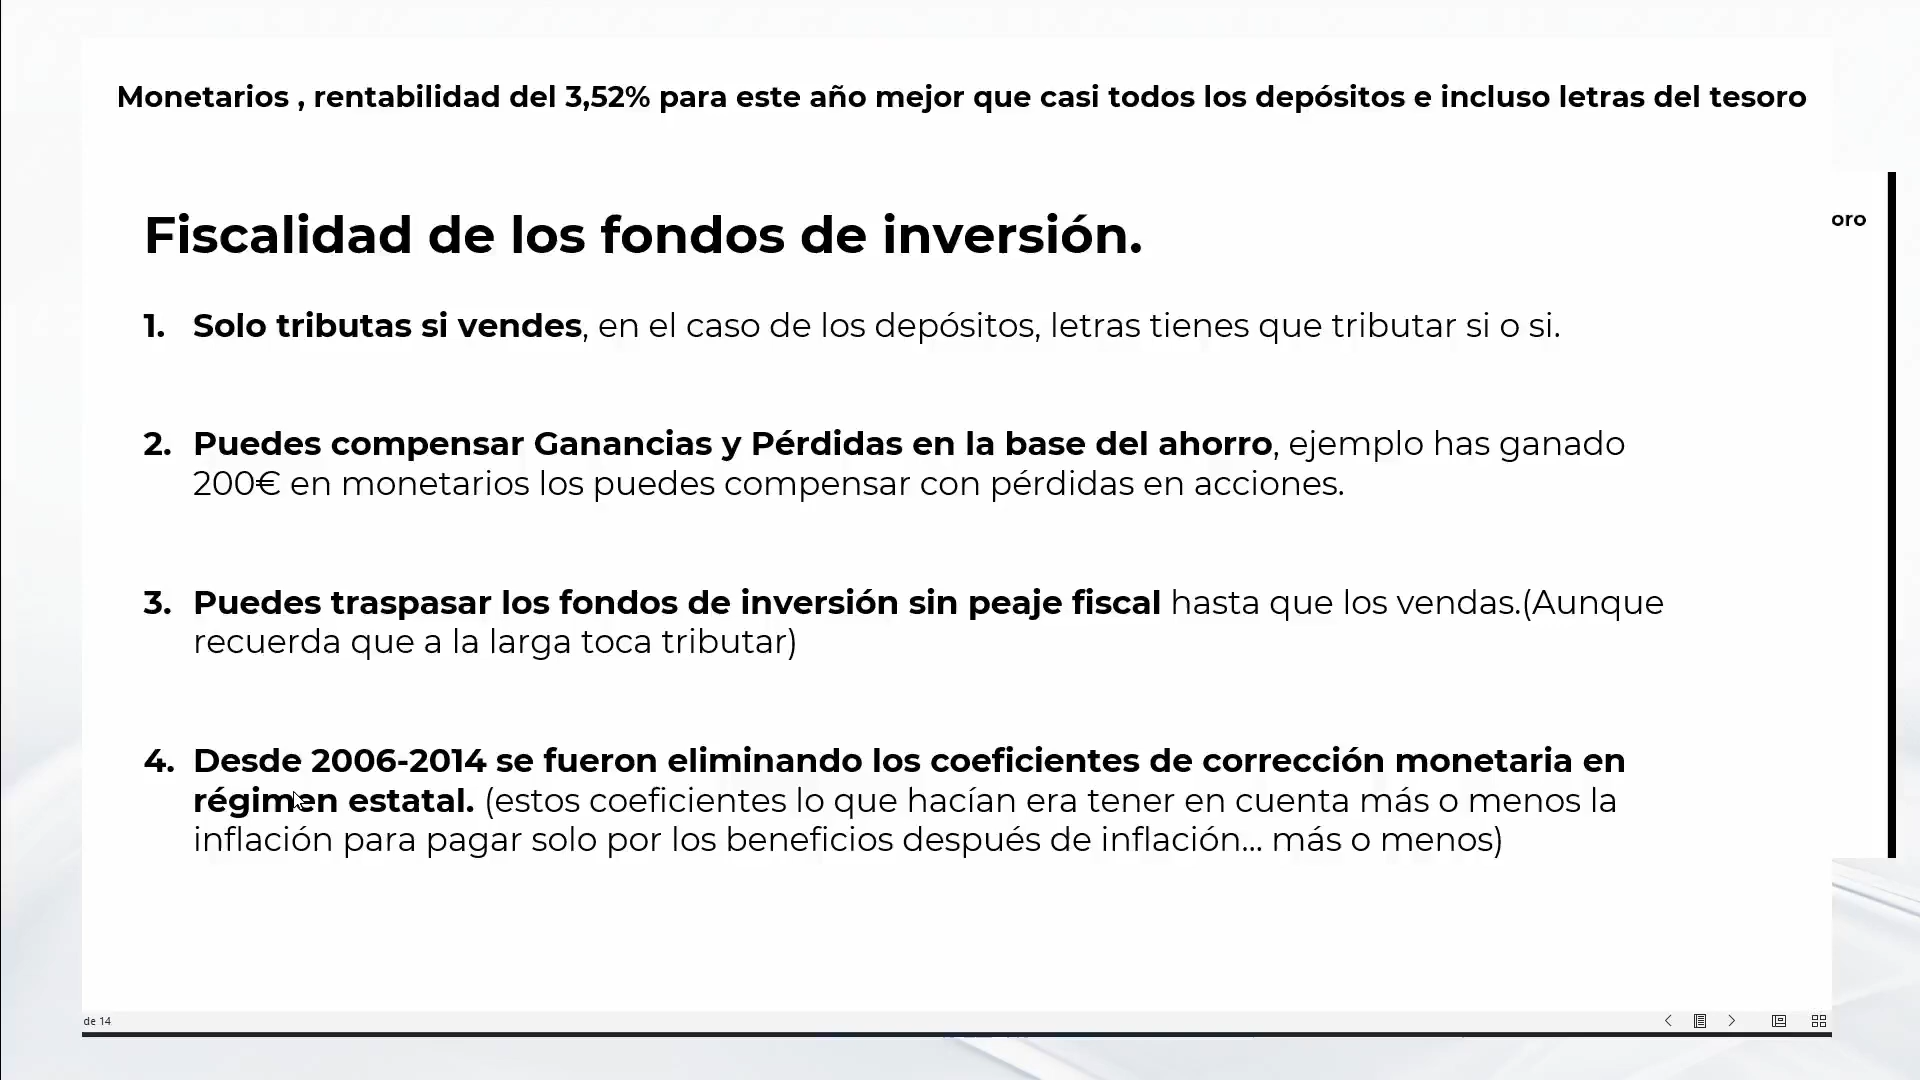 Monetarios , rentabilidad del 3,52% para este año mejor que casi todos los depósitos e incluso letras del tesoro
oro
Fiscalidad de los fondos de inversión.
1. Solo tributas si vendes, en el caso de los depósitos, letras tienes que tributar si o si.
2. Puedes compensar Ganancias y Pérdidas en la base del ahorro, ejemplo has ganado
200€ en monetarios los puedes compensar con pérdidas en acciones.
3. Puedes traspasar los fondos de inversión sin peaje fiscal hasta que los vendas.(Aunque
recuerda que a la larga toca tributar)
4. Desde 2006-2014 se fueron eliminando los coeficientes de corrección monetaria en
régimen estatal. (estos coeficientes lo que hacían era tener en cuenta más o menos la
inflación para pagar solo por los beneficios después de inflación... más o menos)
de 14